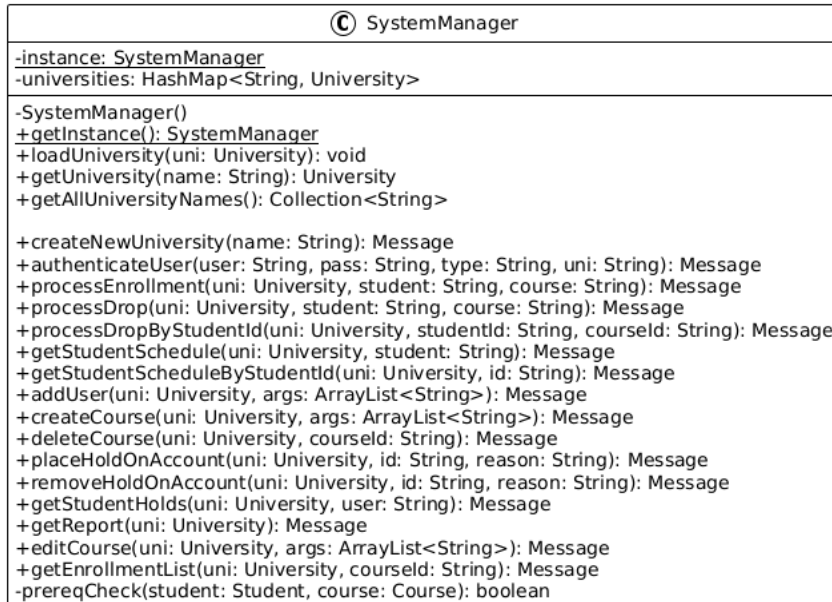 C SystemManager
-instance: SystemManager
-universities: HashMap<String, University>
-SystemManager()
+getInstance(): SystemManager
+loadUniversity(uni: University): void
+getUniversity(name: String): University
+getAllUniversityNames(): Collection<String>
+createNewUniversity(name: String): Message
+authenticateUser(user: String, pass: String, type: String, uni: String): Message
+processEnrollment(uni: University, student: String, course: String): Message
+processDrop(uni: University, student: String, course: String): Message
+processDropByStudentId(uni: University, studentId: String, courseId: String): Message
+getStudentSchedule(uni: University, student: String): Message
+getStudentScheduleByStudentId(uni: University, id: String): Message
+addUser(uni: University, args: ArrayList<String>): Message
+createCourse(uni: University, args: ArrayList<String>): Message
+deleteCourse(uni: University, courseId: String): Message
+placeHoldOnAccount(uni: University, id: String, reason: String): Message
+removeHoldOnAccount(uni: University, id: String, reason: String): Message
+getStudentHolds(uni: University, user: String): Message
+getReport(uni: University): Message
+editCourse(uni: University, args: ArrayList<String>): Message
+getEnrollmentList(uni: University, courseId: String): Message
-prereqCheck(student: Student, course: Course): boolean